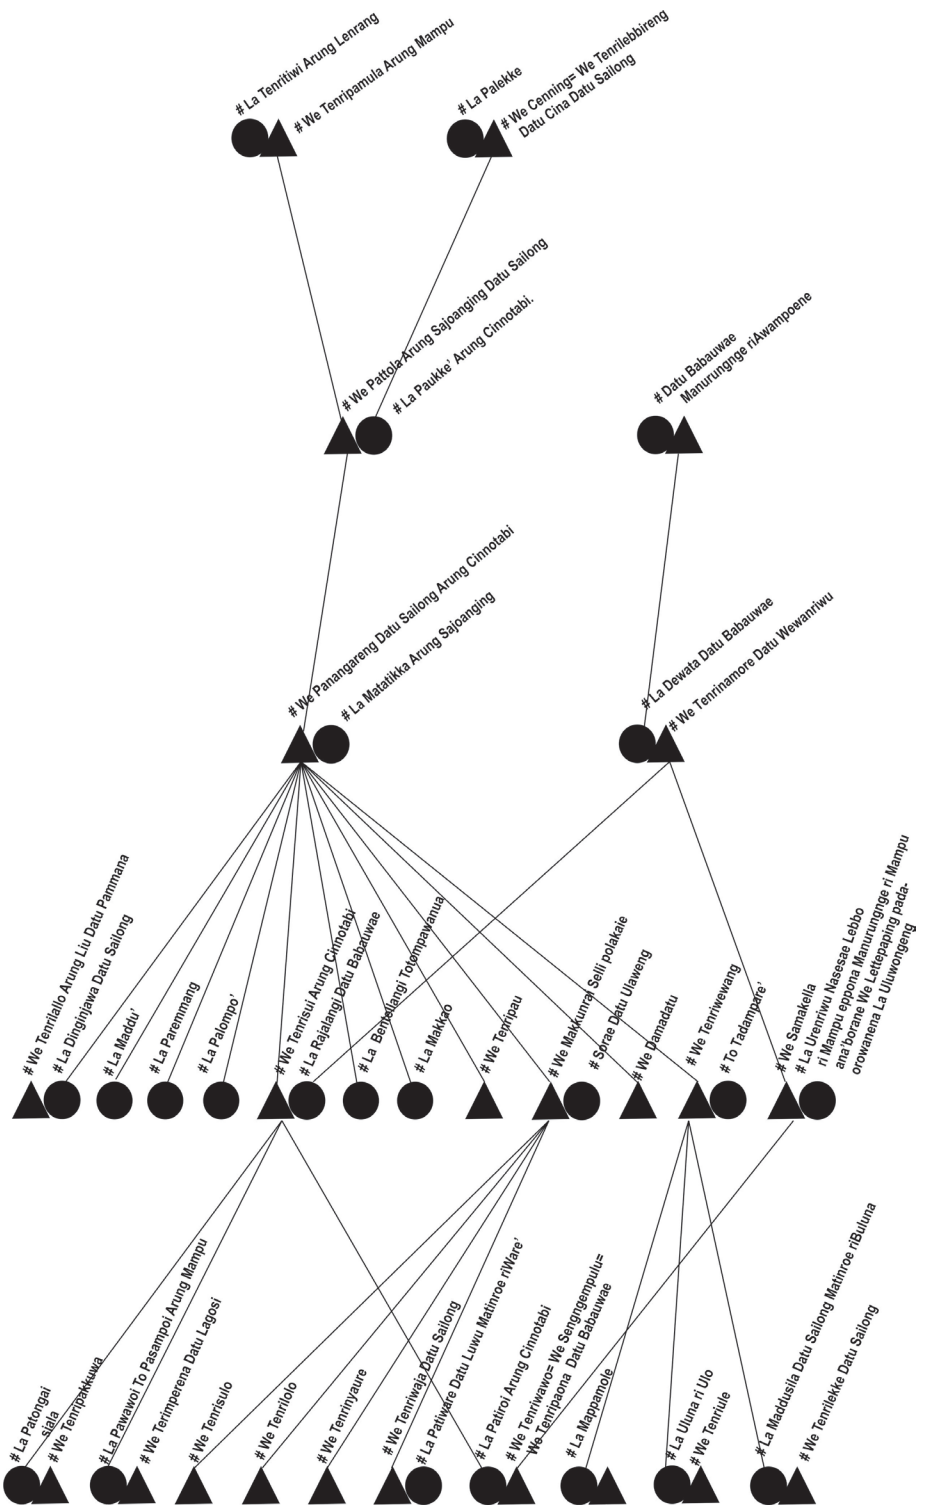 # La Tenritiwi Arung Lenrang
# We Tenripamula Arung Mampu
# La Palekke
# We Cenning= We Tenrilebbireng
Datu Cina Datu Sailong
# We Pattola Arung Sajoanging Datu Sailong
# La Paukke' Arung Cinnotabi.
# Datu Babauwae
Manurungnge riAwampoene
# We Panangareng Datu Sailong Arung Cinnotabi
# La Matatikka Arung Sajoanging
# La Dewata Datu Babauwae
# We Tenrinamore Datu Wewanriwu
# We Tenrilallo Arung Liu Datu Pammana
# La Dinginjawa Datu Sailong
# La Maddu'
# La Paremmang
# La Palompo'
# We Tenrisui Arung Cinnotabi
# La Rajalangi Datu Babauwae
# La Bentellangi Totompawanua
# La Makkao
# We Tenripau
# We Makkunrai Selli polakaie
# Sorae Datu Ulaweng
# We Damadatu
# We Tenriwewang
# To Tadampare'
# We Samakella
# La Urenriwu Nasesae Lebbo
ri Mampu eppona Manurungnge ri Mampu
ana'borane We Lettepaping pada-
orowanena La Uluwongeng
# La Patongai
siala
# We Tenripakkuwa
# La Pawawoi To Pasampoi Arung Mampu
# We Terimperena Datu Lagosi
# We Tenrisulo
# We Tenrilolo
# We Tenrinyaure
# We Tenriwaja Datu Sailong
# La Patiware Datu Luwu Matinroe riWare'
# La Patiroi Arung Cinnotabi
# We Tenriwawo= We Sengngempulu=
We Tenripaona Datu Babauwae
# La Mappamole
# La Uluna ri Ulo
# We Tenriule
# La Maddusila Datu Sailong Matinroe riBuluna
# We Tenrilekke Datu Sailong